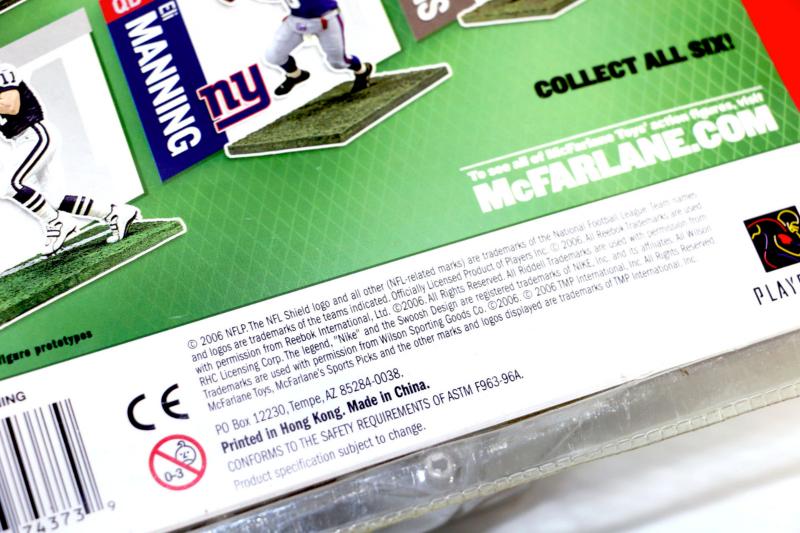 QB
Eli
MANNING
ny
S
1
COLLECT ALL SIX!
To see all of McFarlane Toys' action figures, visit
McFARLANE.COM
figure prototypes
© 2006 NFLP. The NFL Shield logo and all other (NFL-related marks) are trademarks of the National Football League. Team names
and logos are trademarks of the teams indicated. Officially Licensed Product of Players Inc. © 2006. All Reebok Trademarks are used
with permission from Reebok International, Ltd. ©2006. All Rights Reserved. All Riddell Trademarks are used with permission from
RHC Licensing Corp. The legend, "Nike" and the Swoosh Design are registered trademarks of NIKE, Inc. and its affiliates. All Wilson
Trademarks are used with permission from Wilson Sporting Goods Co. ©2006. © 2006 TMP International, Inc. All Rights Reserved.
McFarlane Toys, McFarlane's Sports Picks and the other marks and logos displayed are trademarks of TMP International Inc.
PO Box 12230, Tempe, AZ 85284-0038.
Printed in Hong Kong. Made in China.
CONFORMS TO THE SAFETY REQUIREMENTS OF ASTM F963-96A.
Product specification subject to change.
CE
0-3
PLAYE
ING
74373 9